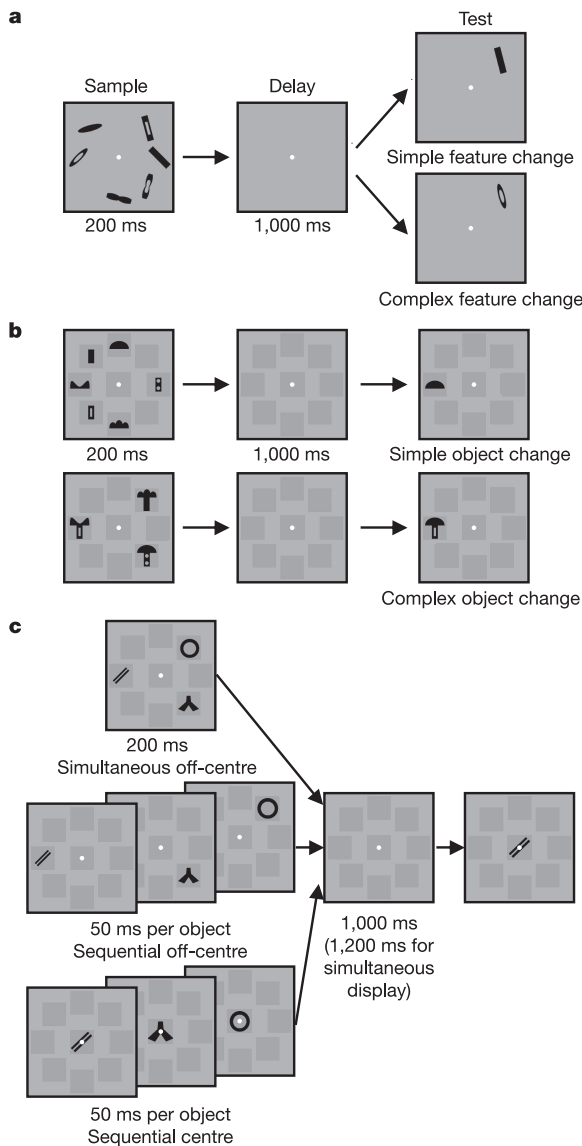 a
Test
Sample
Delay
Simple feature change
200 ms
1,000 ms
Complex feature change
b
200 ms
1,000 ms
Simple object change
Complex object change
c
200 ms
Simultaneous off-centre
50 ms per object
Sequential off-centre
1,000 ms
(1,200 ms for
simultaneous
display)
50 ms per object
Sequential centre